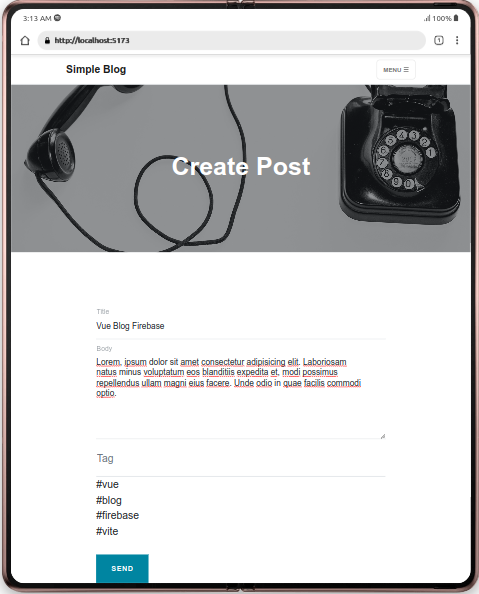 3:13 AM
100%
http://localhost:5173
1
Simple Blog
MENU
Create Post
Title
Vue Blog Firebase
Body
Lorem, ipsum dolor sit amet consectetur adipisicing elit. Laboriosam
natus minus voluptatum eos blanditiis expedita et, modi possimus
repellendus ullam magni eius facere. Unde odio in quae facilis commodi
optio.
Tag
#vue
#blog
#firebase
#vite
SEND